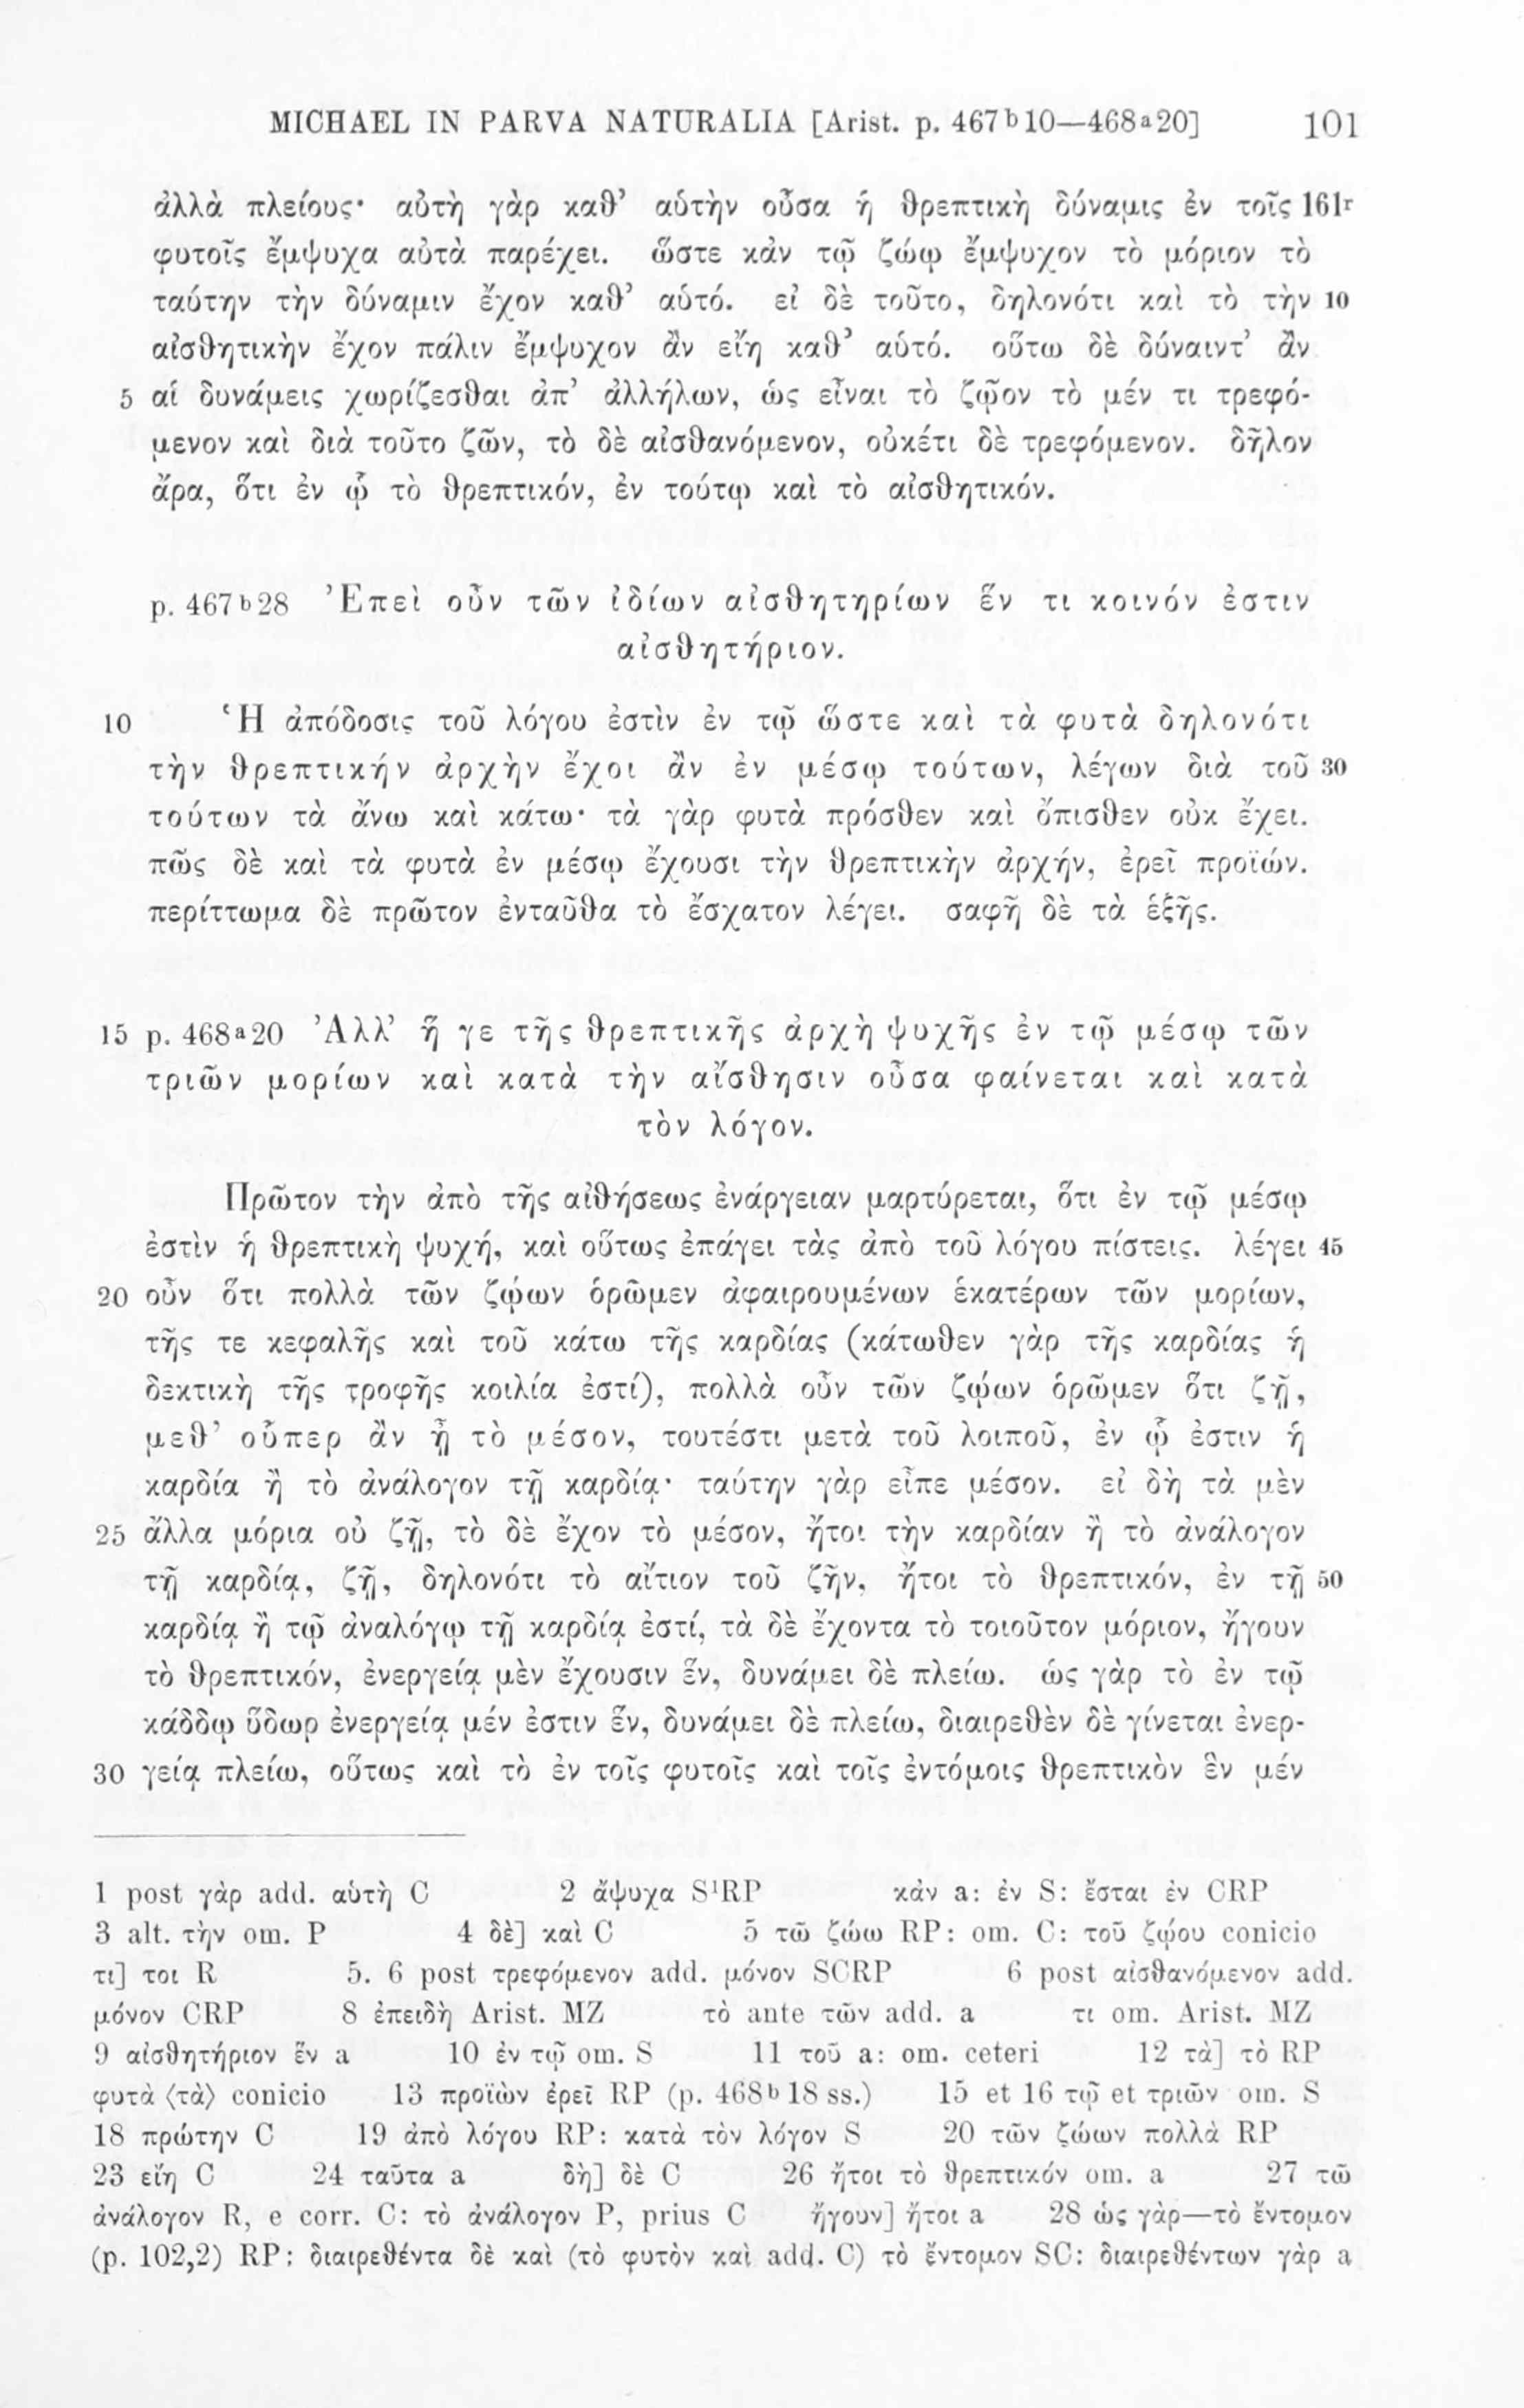 MICHAEL IN PARVA NATURALIA [Arist. p. 467b10—468a20] 101
ἀλλὰ πλείους· αὐτὴ γὰρ καθ’ αὑτὴν οὖσα ἡ θρεπτικὴ δύναμις ἐν τοῖς 161r
φυτοῖς ἔμψυχα αὐτὰ παρέχει. ὥστε κἀν τῷ ζώῳ ἔμψυχον τὸ μόριον τὸ
ταύτην τὴν δύναμιν ἔχον καθ’ αὑτό. εἰ δὲ τοῦτο, δηλονότι καὶ τὸ τὴν 10
αἰσθητικὴν ἔχον πάλιν ἔμψυχον ἂν εἴη καθ’ αὑτό. οὕτω δὲ δύναιντ’ ἂν
5 αἱ δυνάμεις χωρίζεσθαι ἀπ’ ἀλλήλων, ὡς εἶναι τὸ ζῷον τὸ μέν τι τρεφό-
μενον καὶ διὰ τοῦτο ζῶν, τὸ δὲ αἰσθανόμενον, οὐκέτι δὲ τρεφόμενον. δῆλον
ἄρα, ὅτι ἐν ᾧ τὸ θρεπτικόν, ἐν τούτῳ καὶ τὸ αἰσθητικόν.
p. 467b28 Ἐπεὶ οὖν τῶν ἰδίων αἰσθητηρίων ἕν τι κοινόν ἐστιν
αἰσθητήριον.
10 Ἡ ἀπόδοσις τοῦ λόγου ἐστὶν ἐν τῷ ὥστε καὶ τὰ φυτὰ δηλονότι
τὴν θρεπτικήν ἀρχὴν ἔχοι ἂν ἐν μέσῳ τούτων, λέγων διὰ τοῦ 30
τούτων τὰ ἄνω καὶ κάτω· τὰ γὰρ φυτὰ πρόσθεν καὶ ὄπισθεν οὐκ ἔχει.
πῶς δὲ καὶ τὰ φυτὰ ἐν μέσῳ ἔχουσι τὴν θρεπτικὴν ἀρχήν, ἐρεῖ προϊών.
περίττωμα δὲ πρῶτον ἐνταῦθα τὸ ἔσχατον λέγει. σαφῆ δὲ τὰ ἑξῆς.
15 p. 468a20 Ἀλλ’ ἥ γε τῆς θρεπτικῆς ἀρχὴ ψυχῆς ἐν τῷ μέσῳ τῶν
τριῶν μορίων καὶ κατὰ τὴν αἴσθησιν οὖσα φαίνεται καὶ κατὰ
τὸν λόγον.
Πρῶτον τὴν ἀπὸ τῆς αἰθήσεως ἐνάργειαν μαρτύρεται, ὅτι ἐν τῷ μέσῳ
ἐστὶν ἡ θρεπτικὴ ψυχή, καὶ οὕτως ἐπάγει τὰς ἀπὸ τοῦ λόγου πίστεις. λέγει 45
20 οὖν ὅτι πολλὰ τῶν ζῴων ὁρῶμεν ἀφαιρουμένων ἑκατέρων τῶν μορίων,
τῆς τε κεφαλῆς καὶ τοῦ κάτω τῆς καρδίας (κάτωθεν γὰρ τῆς καρδίας ἡ
δεκτικὴ τῆς τροφῆς κοιλία ἐστί), πολλὰ οὖν τῶν ζῴων ὁρῶμεν ὅτι ζῇ,
μεθ’ οὗπερ ἂν ᾖ τὸ μέσον, τουτέστι μετὰ τοῦ λοιποῦ, ἐν ᾧ ἐστιν ἡ
καρδία ἢ τὸ ἀνάλογον τῇ καρδίᾳ· ταύτην γὰρ εἶπε μέσον. εἰ δὴ τὰ μὲν
25 ἄλλα μόρια οὐ ζῇ, τὸ δὲ ἔχον τὸ μέσον, ἤτοι τὴν καρδίαν ἢ τὸ ἀνάλογον
τῇ καρδίᾳ, ζῇ, δηλονότι τὸ αἴτιον τοῦ ζῆν, ἤτοι τὸ θρεπτικόν, ἐν τῇ 50
καρδίᾳ ἢ τῷ ἀναλόγῳ τῇ καρδίᾳ ἐστί, τὰ δὲ ἔχοντα τὸ τοιοῦτον μόριον, ἤγουν
τὸ θρεπτικόν, ἐνεργείᾳ μὲν ἔχουσιν ἕν, δυνάμει δὲ πλείω. ὡς γὰρ τὸ ἐν τῷ
κάδδῳ ὕδωρ ἐνεργείᾳ μέν ἐστιν ἕν, δυνάμει δὲ πλείω, διαιρεθὲν δὲ γίνεται ἐνερ-
30 γείᾳ πλείω, οὕτως καὶ τὸ ἐν τοῖς φυτοῖς καὶ τοῖς ἐντόμοις θρεπτικὸν ἓν μέν
1 post γὰρ add. αὑτὴ C 2 ἄψυχα S¹RP κἀν a: ἐν S: ἔσται ἐν CRP
3 alt. τὴν om. P 4 δὲ] καὶ C 5 τῶ ζώω RP: om. C: τοῦ ζῴου conicio
τι] τοι R 5. 6 post τρεφόμενον add. μόνον SCRP 6 post αἰσθανόμενον add.
μόνον CRP 8 ἐπειδὴ Arist. MZ τὸ ante τῶν add. a τι om. Arist. MZ
9 αἰσθητήριον ἕν a 10 ἐν τῷ om. S 11 τοῦ a: om. ceteri 12 τὰ] τὸ RP
φυτὰ ⟨τὰ⟩ conicio 13 προϊὼν ἐρεῖ RP (p. 468b18 ss.) 15 et 16 τῷ et τριῶν om. S
18 πρώτην C 19 ἀπὸ λόγου RP: κατὰ τὸν λόγον S 20 τῶν ζώων πολλὰ RP
23 εἴη C 24 ταῦτα a δὴ] δὲ C 26 ἤτοι τὸ θρεπτικόν om. a 27 τῶ
ἀνάλογον R, e corr. C: τὸ ἀνάλογον P, prius C ἤγουν] ἤτοι a 28 ὡς γὰρ—τὸ ἔντομον
(p. 102,2) RP: διαιρεθέντα δὲ καὶ (τὸ φυτὸν καὶ add. C) τὸ ἔντομον SC: διαιρεθέντων γὰρ a